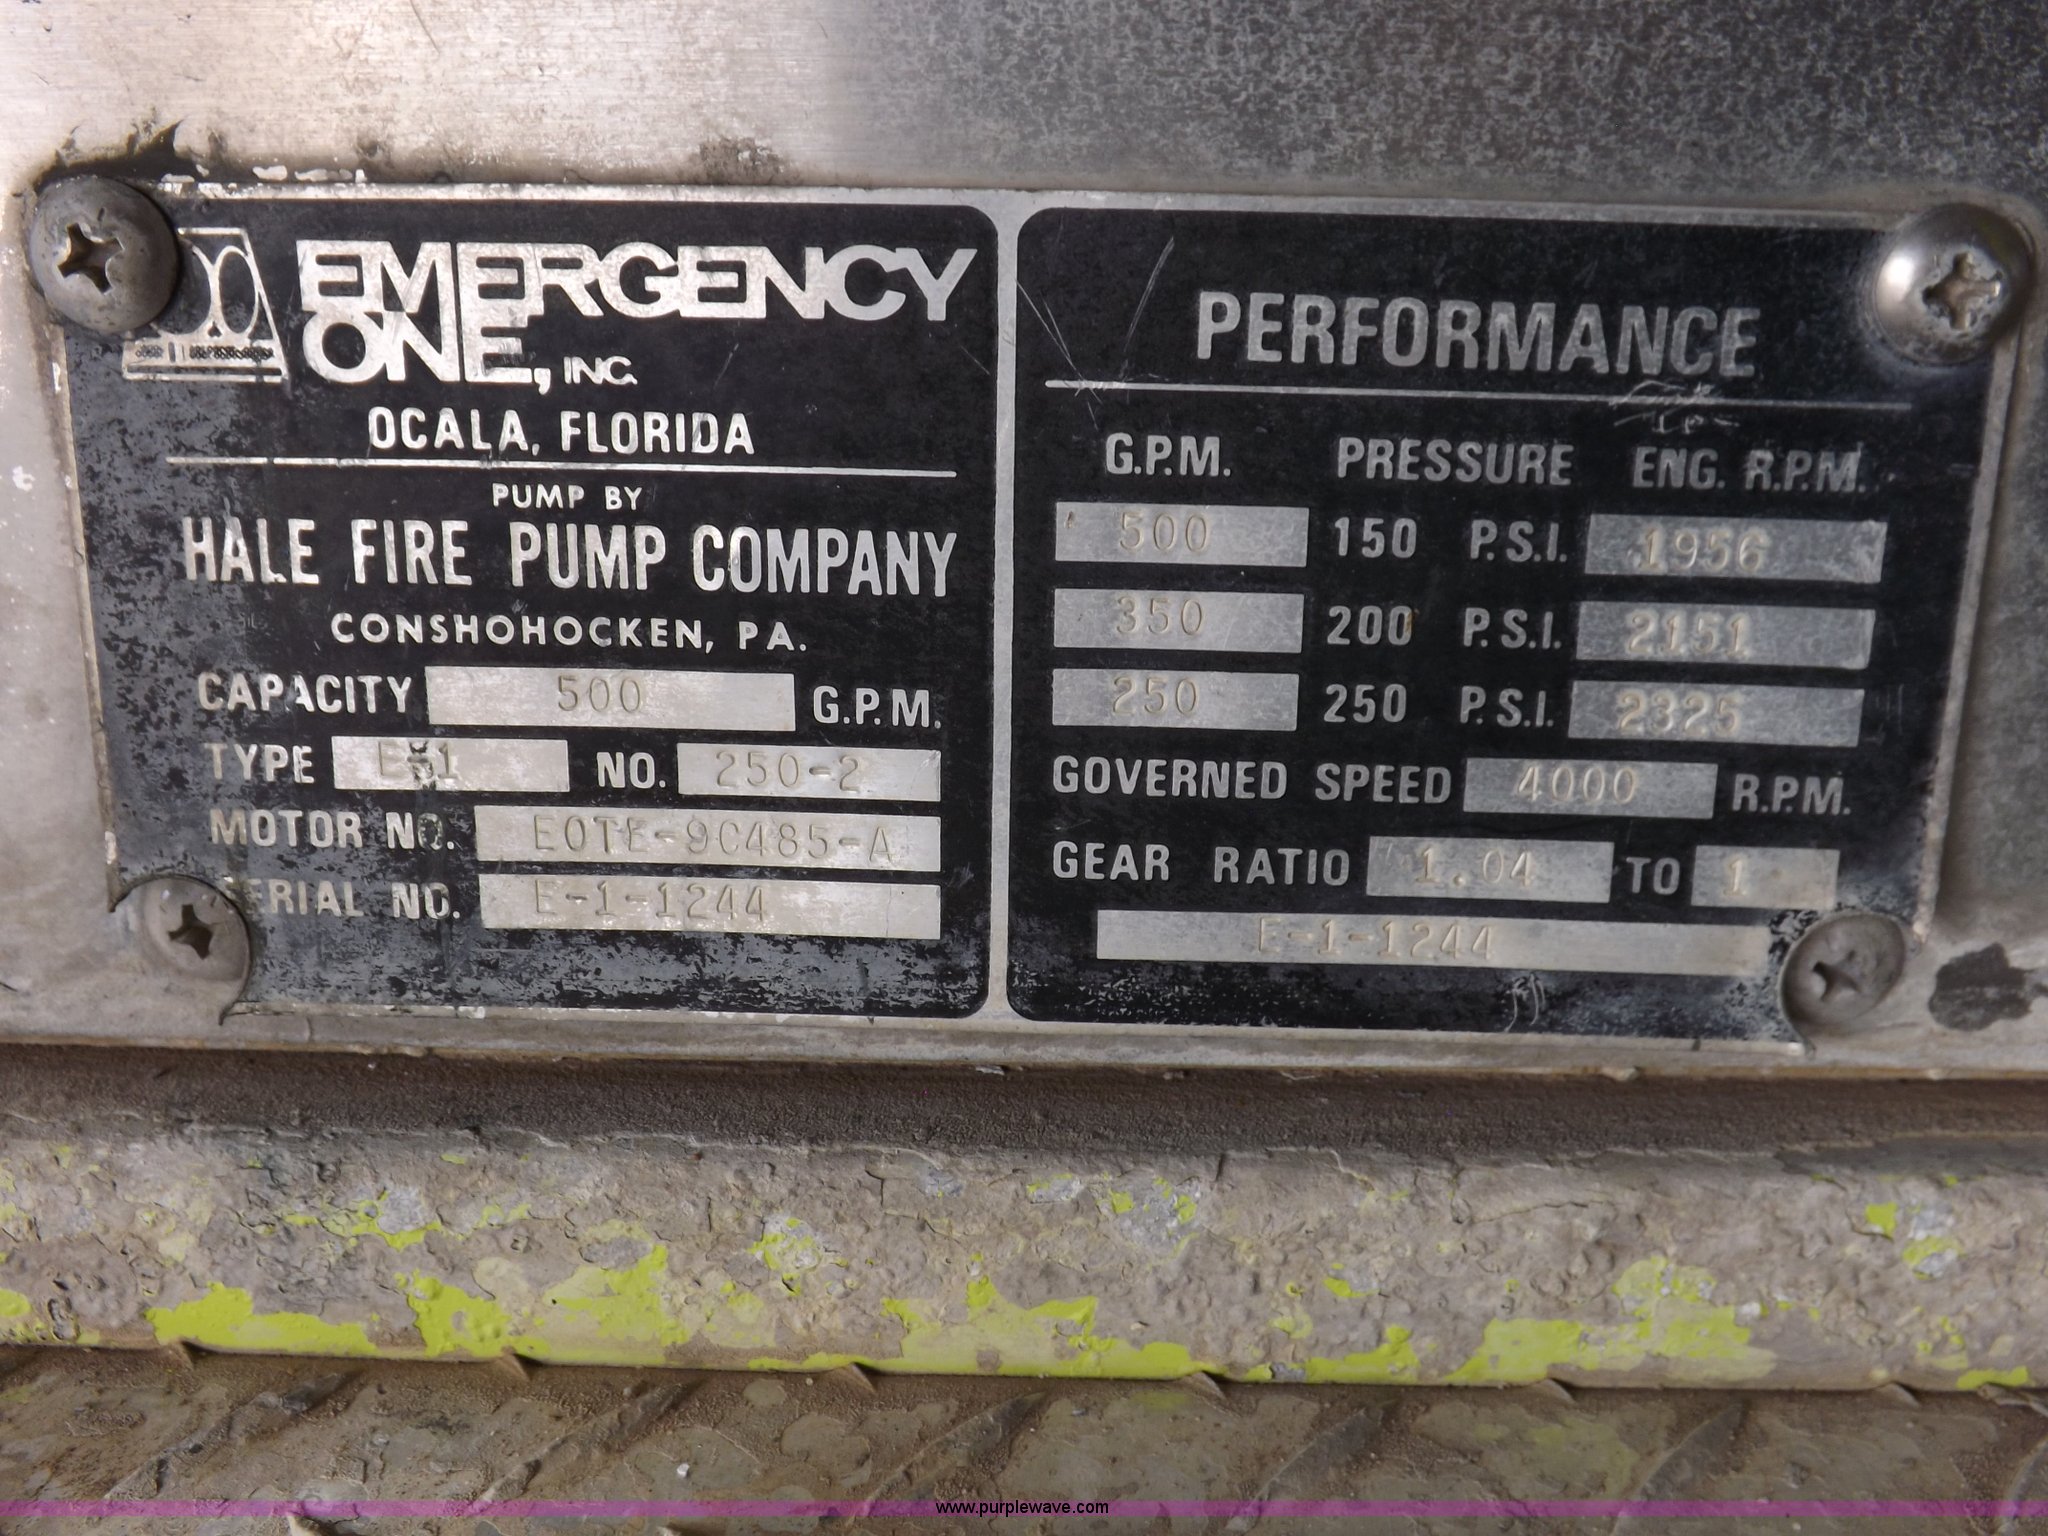 EMERGENCY
ONE, INC.
OCALA, FLORIDA
PUMP BY
HALE FIRE PUMP COMPANY
CONSHOHOCKEN, PA.
CAPACITY 500 G.P.M.
TYPE E-1 NO. 250-2
MOTOR NO. EOTE-9C485-A
SERIAL NO. E-1-1244
PERFORMANCE
G.P.M. PRESSURE ENG. R.P.M.
500 150 P.S.I. 1956
350 200 P.S.I. 2151
250 250 P.S.I. 2325
GOVERNED SPEED 4000 R.P.M.
GEAR RATIO 1.04 TO 1
E-1-1244
www.purplewave.com